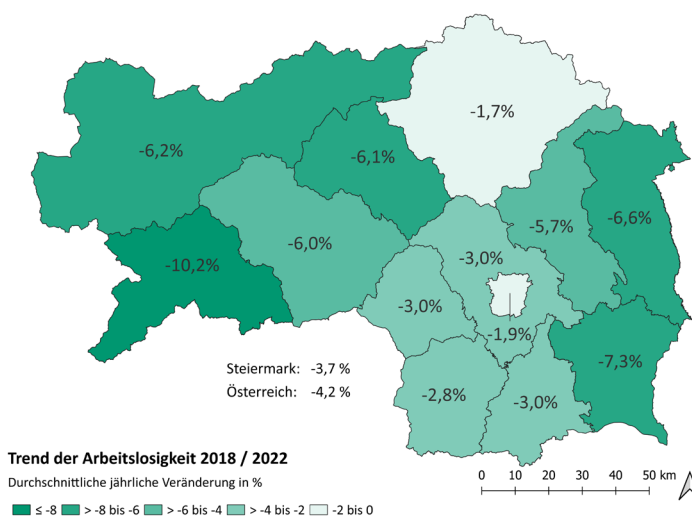 -1,7%
-6,2%
-6,1%
-6,6%
-5,7%
-6,0%
-3,0%
-10,2%
-3,0%
-1,9%
-7,3%
Steiermark: -3,7 %
Österreich: -4,2 %
-2,8%
-3,0%
Trend der Arbeitslosigkeit 2018 / 2022
Durchschnittliche jährliche Veränderung in %
0 10 20 30 40 50 km
≤ -8 > -8 bis -6 > -6 bis -4 > -4 bis -2 -2 bis 0